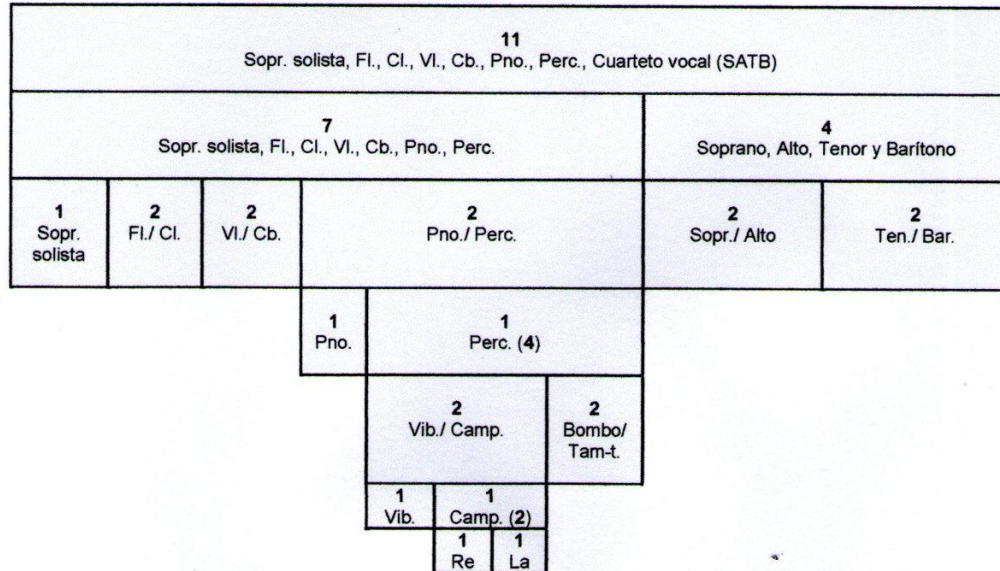 11
Sopr. solista, Fl., Cl., Vl., Cb., Pno., Perc., Cuarteto vocal (SATB)
7
Sopr. solista, Fl., Cl., Vl., Cb., Pno., Perc.
4
Soprano, Alto, Tenor y Barítono
1
Sopr.
solista
2
Fl./ Cl.
2
Vl./ Cb.
2
Pno./ Perc.
2
Sopr./ Alto
2
Ten./ Bar.
1
Pno.
1
Perc. (4)
2
Vib./ Camp.
2
Bombo/
Tam-t.
1
Vib.
1
Camp. (2)
1
Re
1
La